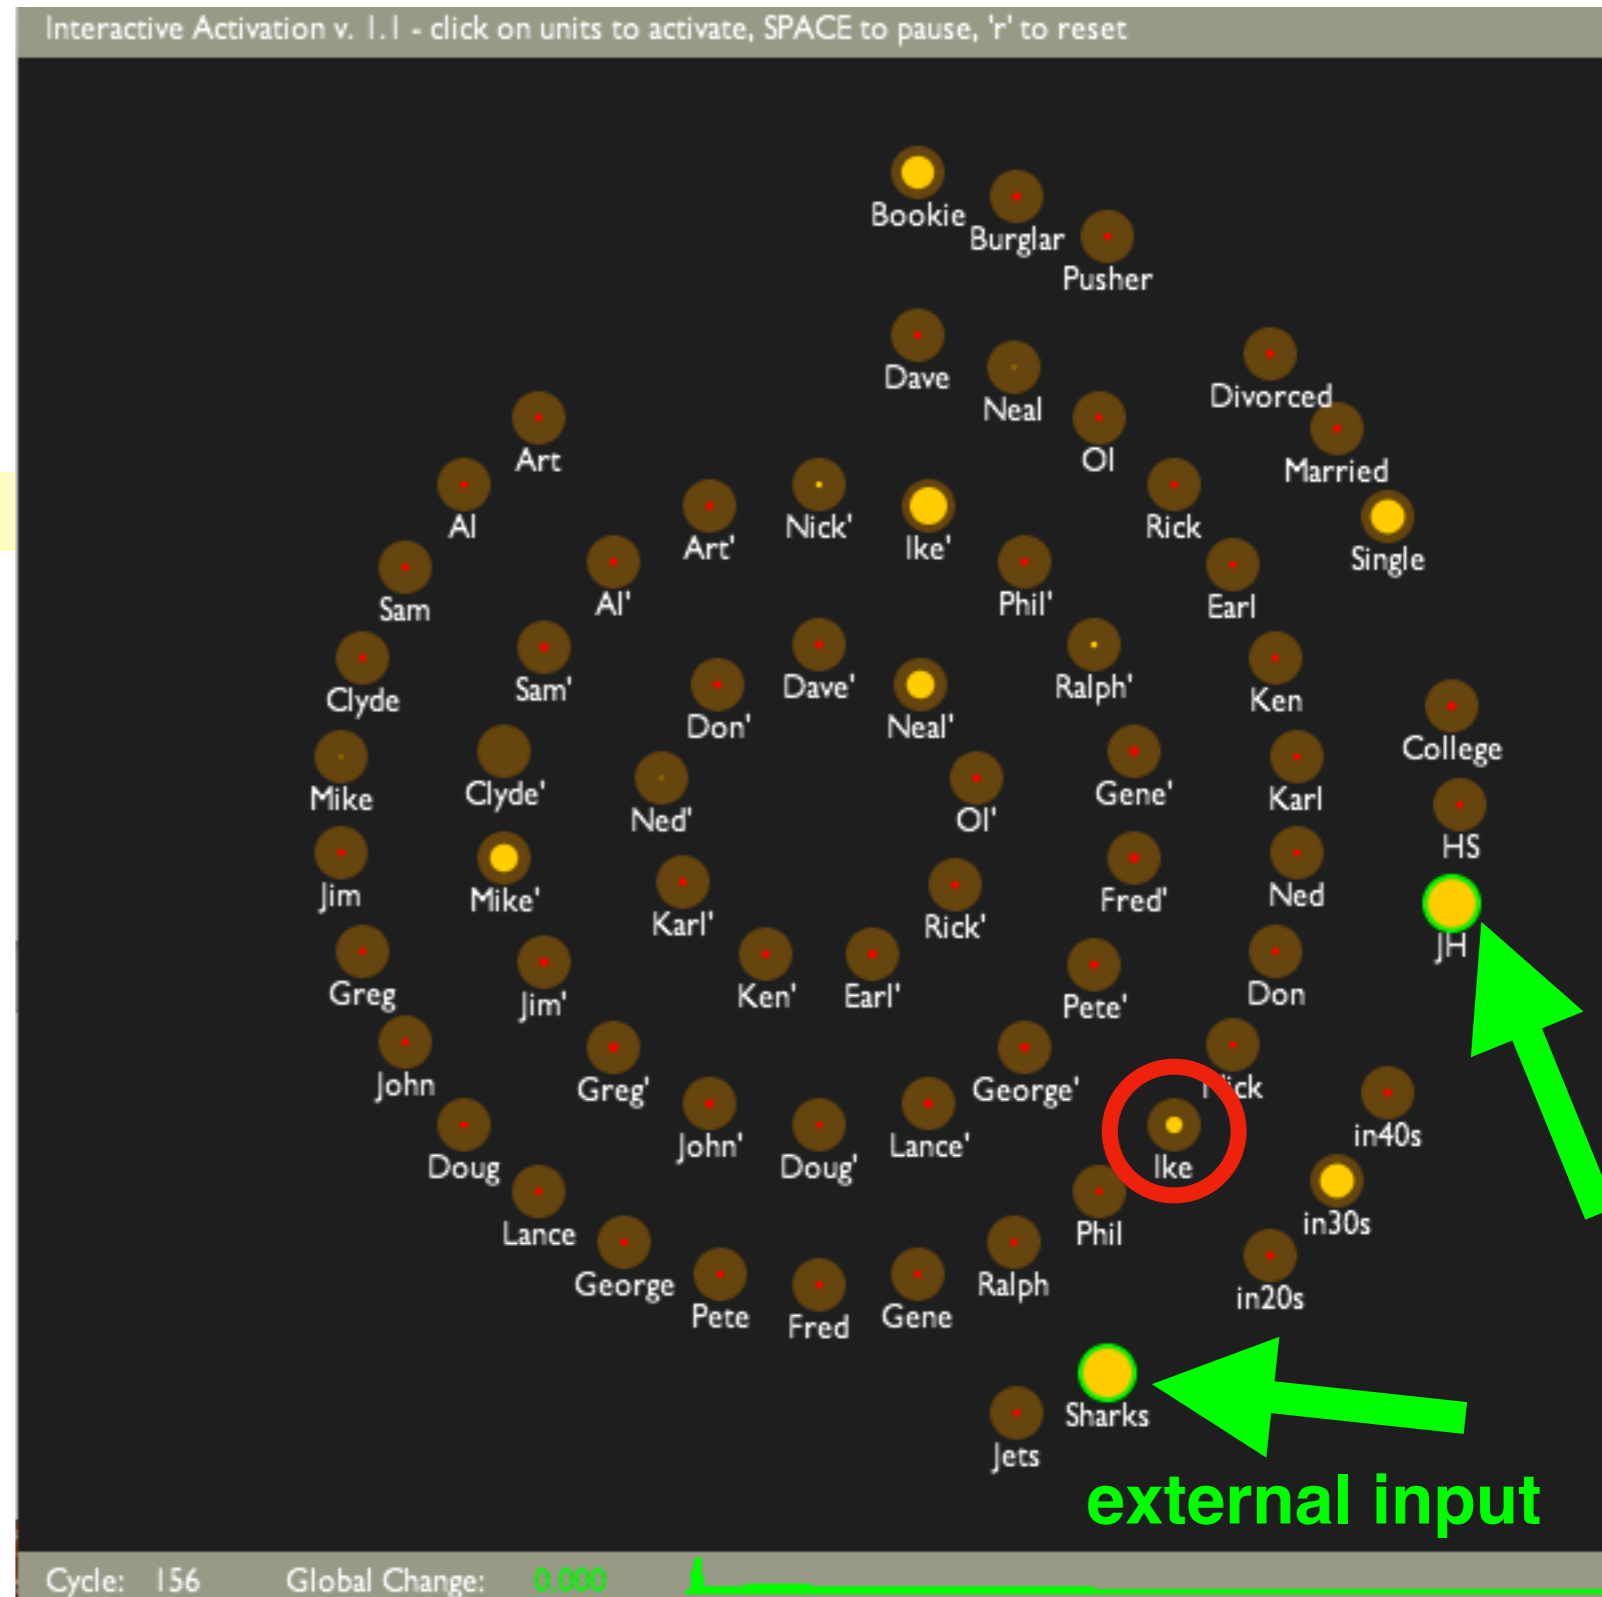 Interactive Activation v. 1.1 - click on units to activate, SPACE to pause, 'r' to reset
Bookie
Burglar
Pusher
Dave
Neal
Divorced
Art
Ol
Married
Al
Art'
Nick'
Ike'
Rick
Single
Sam
Al'
Phil'
Earl
Clyde
Sam'
Don'
Dave'
Neal'
Ralph'
Ken
College
Mike
Clyde'
Ned'
Ol'
Gene'
Karl
HS
Jim
Mike'
Karl'
Rick'
Fred'
Ned
JH
Greg
Jim'
Ken'
Earl'
Pete'
Don
John
Greg'
George'
Nick
Doug
John'
Doug'
Lance'
Ike
in40s
Lance
Phil
in30s
George
Pete
Fred
Gene
Ralph
in20s
Jets
Sharks
external input
Cycle: 156 Global Change: 0.000